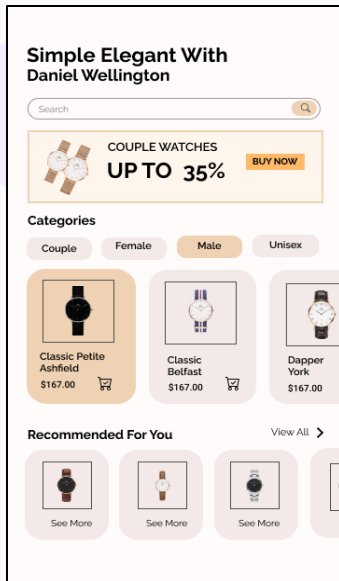 Simple Elegant With
Daniel Wellington
Search
COUPLE WATCHES
UP TO 35%
BUY NOW
Categories
Couple
Female
Male
Unisex
Classic Petite
Ashfield
$167.00
Classic
Belfast
$167.00
Dapper
York
$167.00
Recommended For You
View All
See More
See More
See More